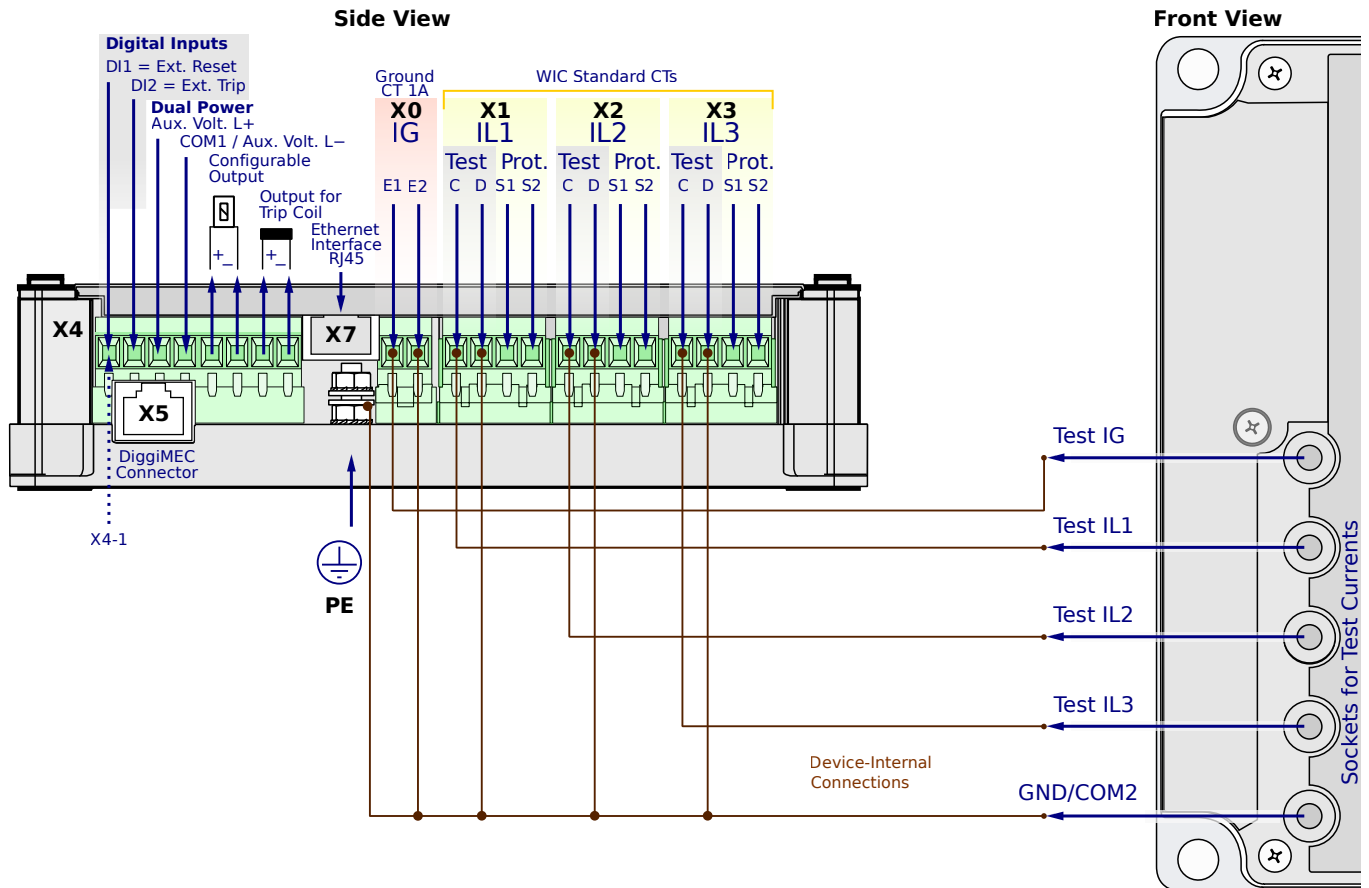 Side View
Front View
Digital Inputs
DI1 = Ext. Reset
DI2 = Ext. Trip
Dual Power
Aux. Volt. L+
COM1 / Aux. Volt. L−
Configurable
Output
+ −
Output for
Trip Coil
+ −
Ethernet
Interface
RJ45
Ground
CT 1A
X0
IG
E1 E2
WIC Standard CTs
X1
IL1
Test Prot.
C D S1 S2
X2
IL2
Test Prot.
C D S1 S2
X3
IL3
Test Prot.
C D S1 S2
X4
X7
X5
DiggiMEC
Connector
X4-1
PE
Test IG
Test IL1
Test IL2
Test IL3
GND/COM2
Device-Internal
Connections
Sockets for Test Currents